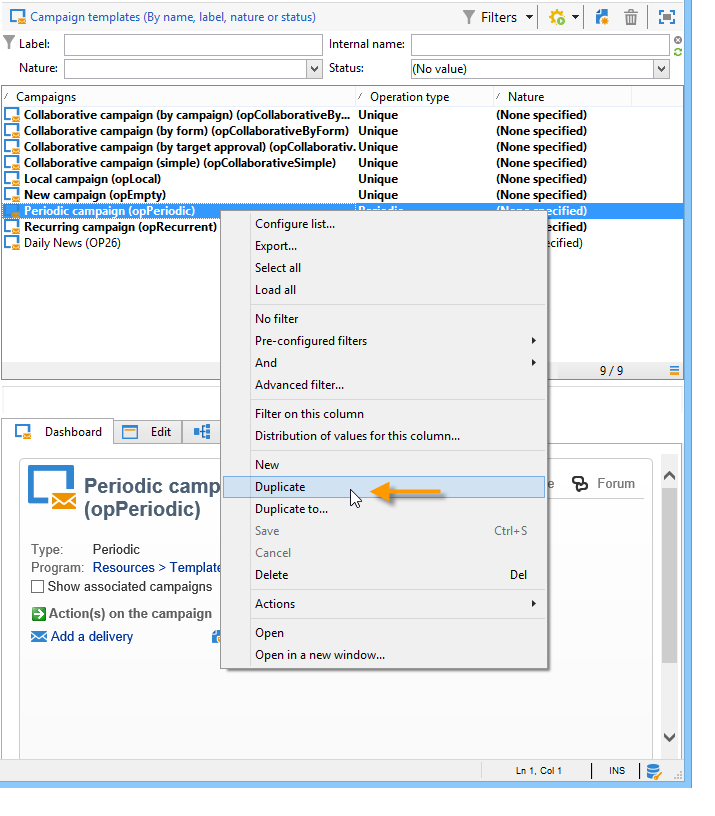 Campaign templates (By name, label, nature or status)
Filters
Label:
Internal name:
Nature:
Status:
(No value)
Campaigns
Operation type
Nature
Collaborative campaign (by campaign) (opCollaborativeBy... Unique (None specified)
Collaborative campaign (by form) (opCollaborativeByForm) Unique (None specified)
Collaborative campaign (by target approval) (opCollaborativ... Unique (None specified)
Collaborative campaign (simple) (opCollaborativeSimple) Unique (None specified)
Local campaign (opLocal) Unique (None specified)
New campaign (opEmpty) Unique (None specified)
Periodic campaign (opPeriodic) Periodic (None specified)
Recurring campaign (opRecurrent) ecified)
Daily News (OP26) ecified)
Configure list...
Export...
Select all
Load all
No filter
Pre-configured filters
And
Advanced filter...
Filter on this column
Distribution of values for this column...
New
Duplicate
Duplicate to...
Save Ctrl+S
Cancel
Delete Del
Actions
Open
Open in a new window...
9 / 9
Dashboard
Edit
Periodic camp
(opPeriodic)
e
Forum
Type: Periodic
Program: Resources > Template
Show associated campaigns
Action(s) on the campaign
Add a delivery
Ln 1, Col 1
INS